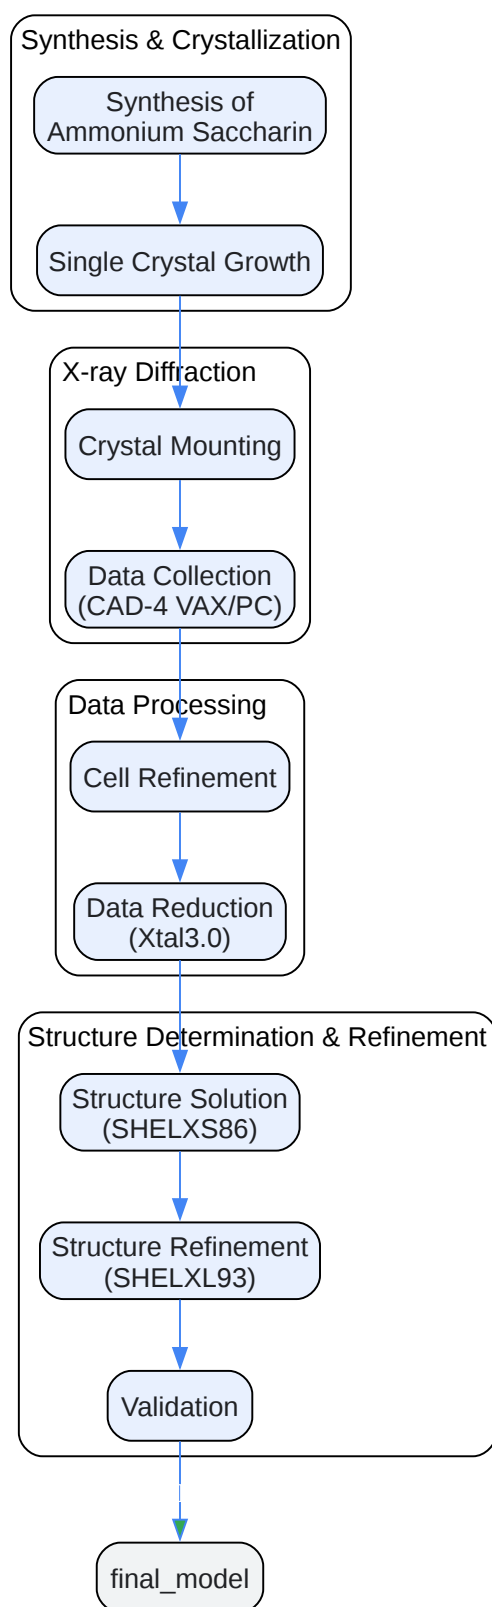 Synthesis & Crystallization
Synthesis of
Ammonium Saccharin
Single Crystal Growth
X-ray Diffraction
Crystal Mounting
Data Collection
(CAD-4 VAX/PC)
Data Processing
Cell Refinement
Data Reduction
(Xtal3.0)
Structure Determination & Refinement
Structure Solution
(SHELXS86)
Structure Refinement
(SHELXL93)
Validation
final_model